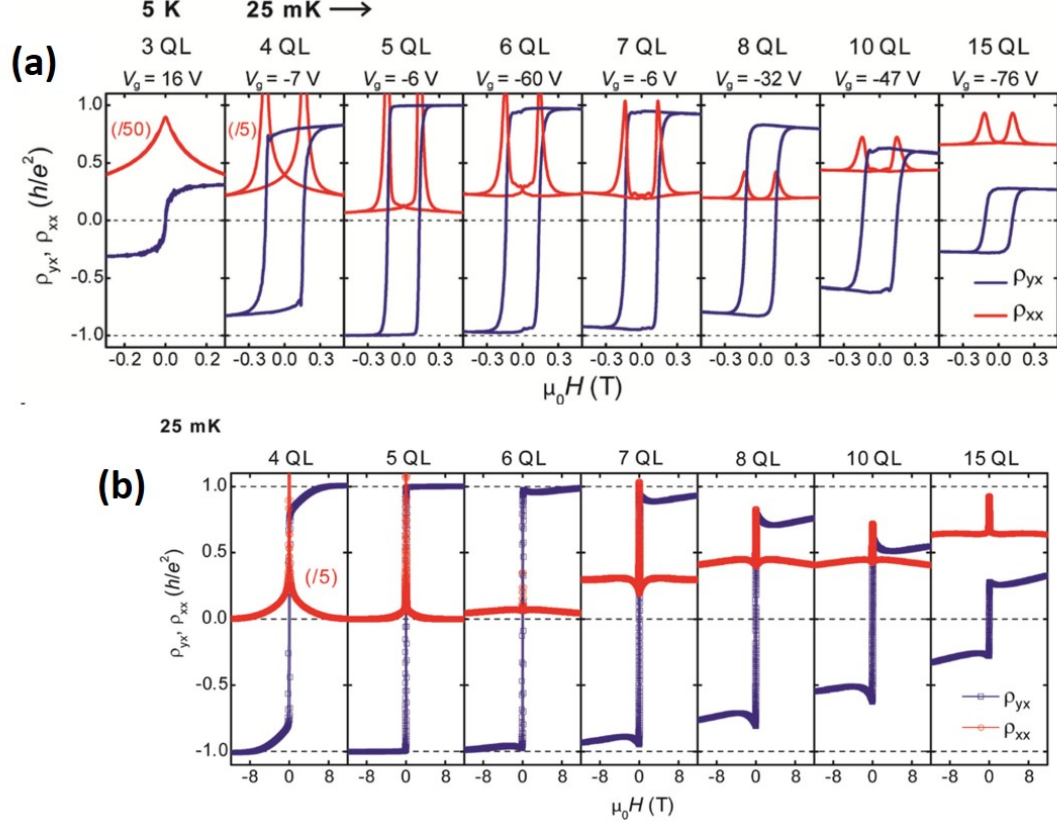 5 K 25 mK
(a) 3 QL 4 QL 5 QL 6 QL 7 QL 8 QL 10 QL 15 QL
Vg = 16 V Vg = -7 V Vg = -6 V Vg = -60 V Vg = -6 V Vg = -32 V Vg = -47 V Vg = -76 V
1.0
(/50) (/5)
0.5
0.0
-0.5
-1.0
ρyx, ρxx (h/e²)
ρyx
ρxx
-0.2 0.0 0.2 -0.3 0.0 0.3 -0.3 0.0 0.3 -0.3 0.0 0.3 -0.3 0.0 0.3 -0.3 0.0 0.3 -0.3 0.0 0.3 -0.3 0.0 0.3
μ0H (T)
25 mK
(b) 4 QL 5 QL 6 QL 7 QL 8 QL 10 QL 15 QL
1.0
0.5
(/5)
0.0
-0.5
-1.0
ρyx, ρxx (h/e²)
ρyx
ρxx
-8 0 8 -8 0 8 -8 0 8 -8 0 8 -8 0 8 -8 0 8 -8 0 8
μ0H (T)